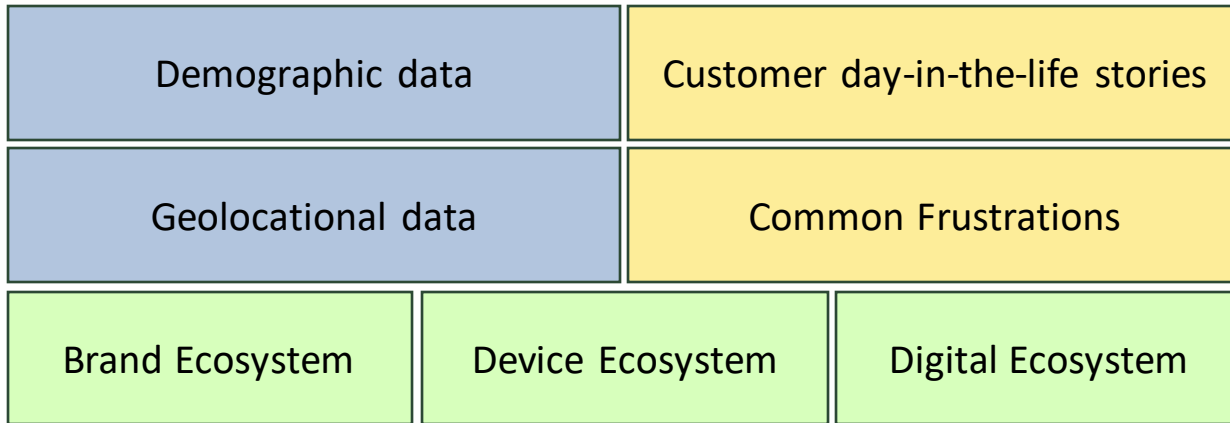 Demographic data
Customer day-in-the-life stories
Geolocational data
Common Frustrations
Brand Ecosystem
Device Ecosystem
Digital Ecosystem